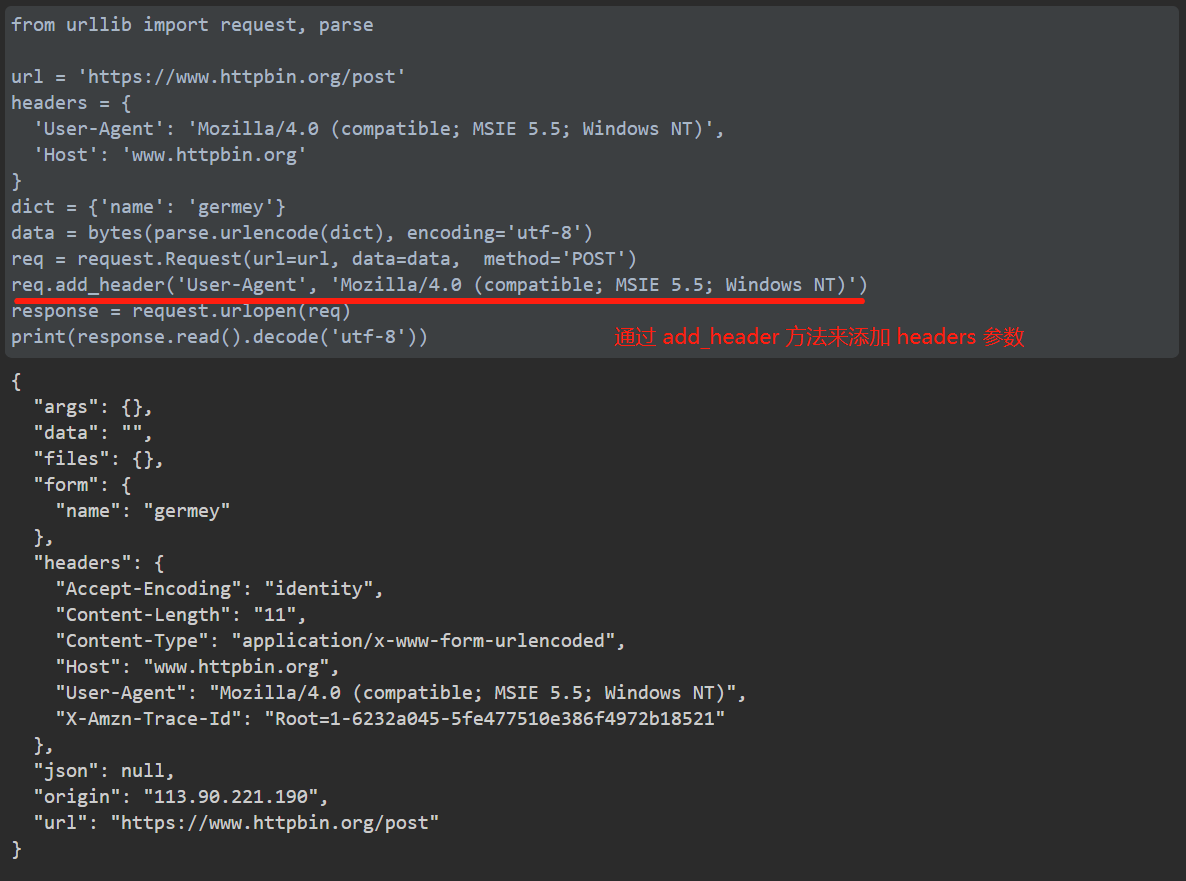 from urllib import request, parse
url = 'https://www.httpbin.org/post'
headers = {
  'User-Agent': 'Mozilla/4.0 (compatible; MSIE 5.5; Windows NT)',
  'Host': 'www.httpbin.org'
}
dict = {'name': 'germey'}
data = bytes(parse.urlencode(dict), encoding='utf-8')
req = request.Request(url=url, data=data,  method='POST')
req.add_header('User-Agent', 'Mozilla/4.0 (compatible; MSIE 5.5; Windows NT)')
response = request.urlopen(req)
print(response.read().decode('utf-8'))
通过 add_header 方法来添加 headers 参数
{
  "args": {},
  "data": "",
  "files": {},
  "form": {
    "name": "germey"
  },
  "headers": {
    "Accept-Encoding": "identity",
    "Content-Length": "11",
    "Content-Type": "application/x-www-form-urlencoded",
    "Host": "www.httpbin.org",
    "User-Agent": "Mozilla/4.0 (compatible; MSIE 5.5; Windows NT)",
    "X-Amzn-Trace-Id": "Root=1-6232a045-5fe477510e386f4972b18521"
  },
  "json": null,
  "origin": "113.90.221.190",
  "url": "https://www.httpbin.org/post"
}